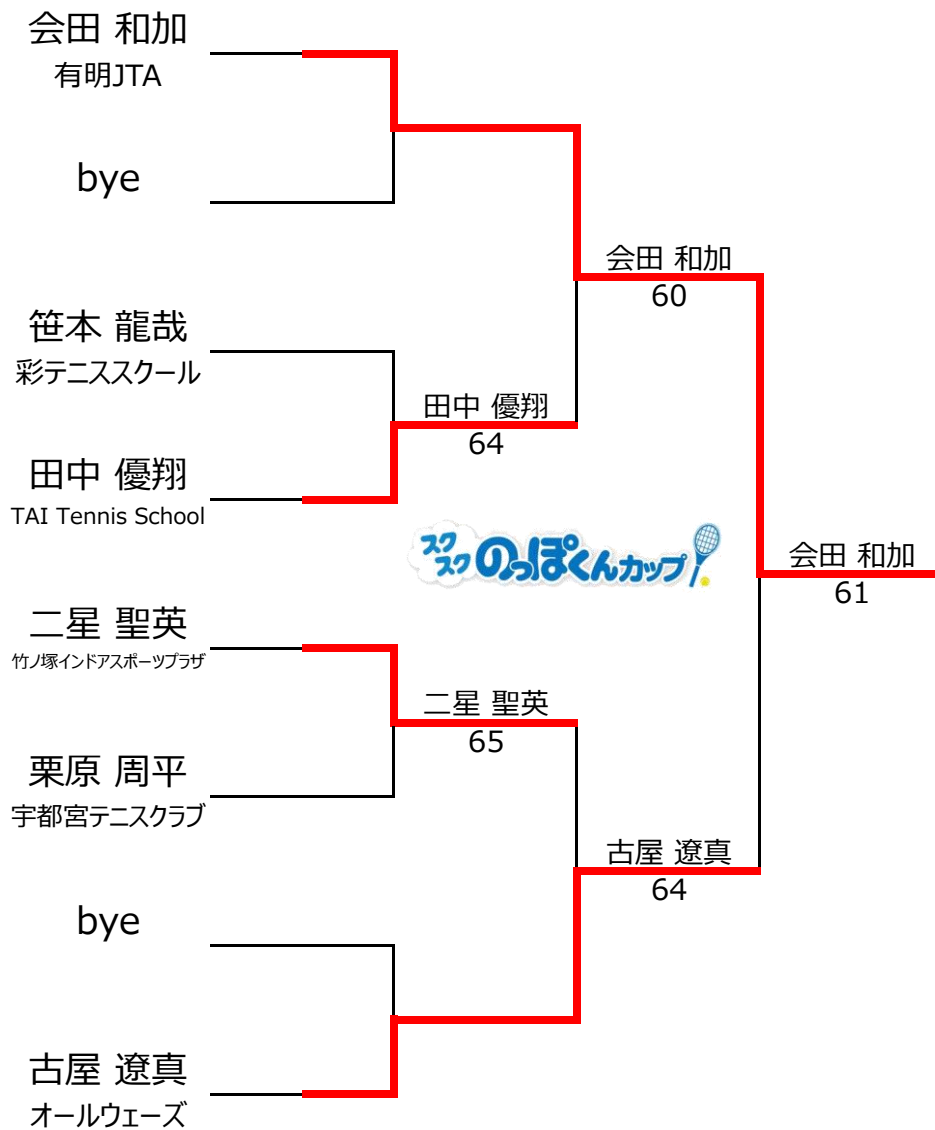 会田 和加
有明JTA
bye
会田 和加
60
笹本 龍哉
彩テニススクール
田中 優翔
64
田中 優翔
TAI Tennis School
スクスクのっぽくんカップ
会田 和加
61
二星 聖英
竹ノ塚インドアスポーツプラザ
二星 聖英
65
栗原 周平
宇都宮テニスクラブ
古屋 遼真
64
bye
古屋 遼真
オールウェーズ